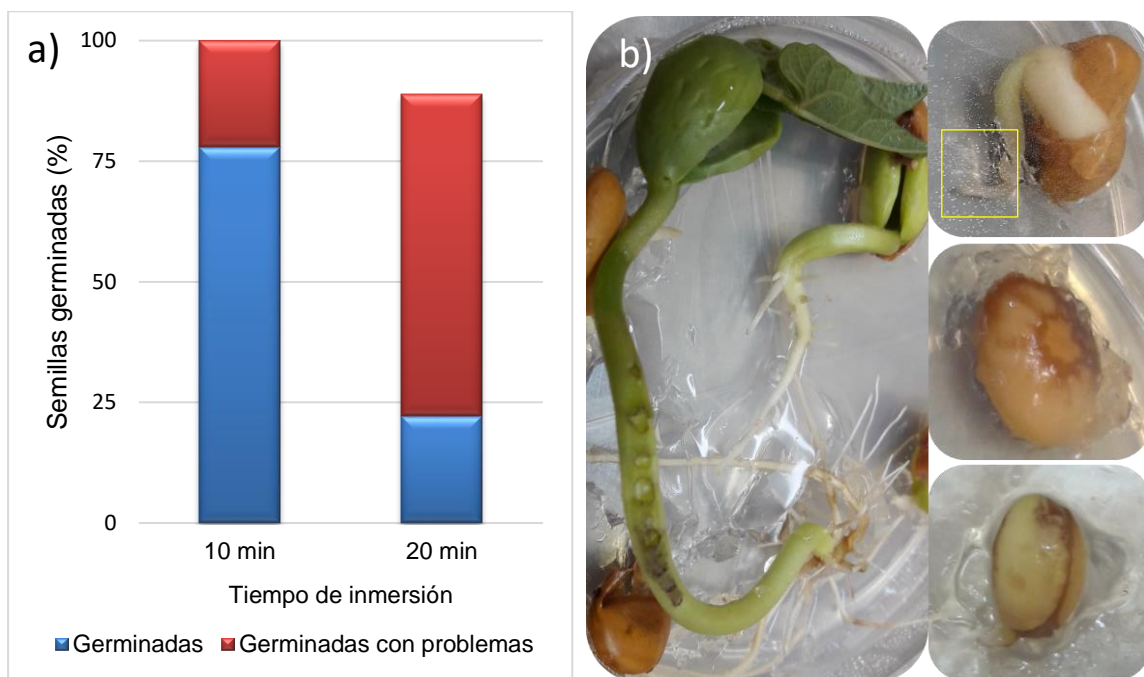 a)
100
75
50
25
0
Semillas germinadas (%)
10 min
20 min
Tiempo de inmersión
Germinadas
Germinadas con problemas
b)